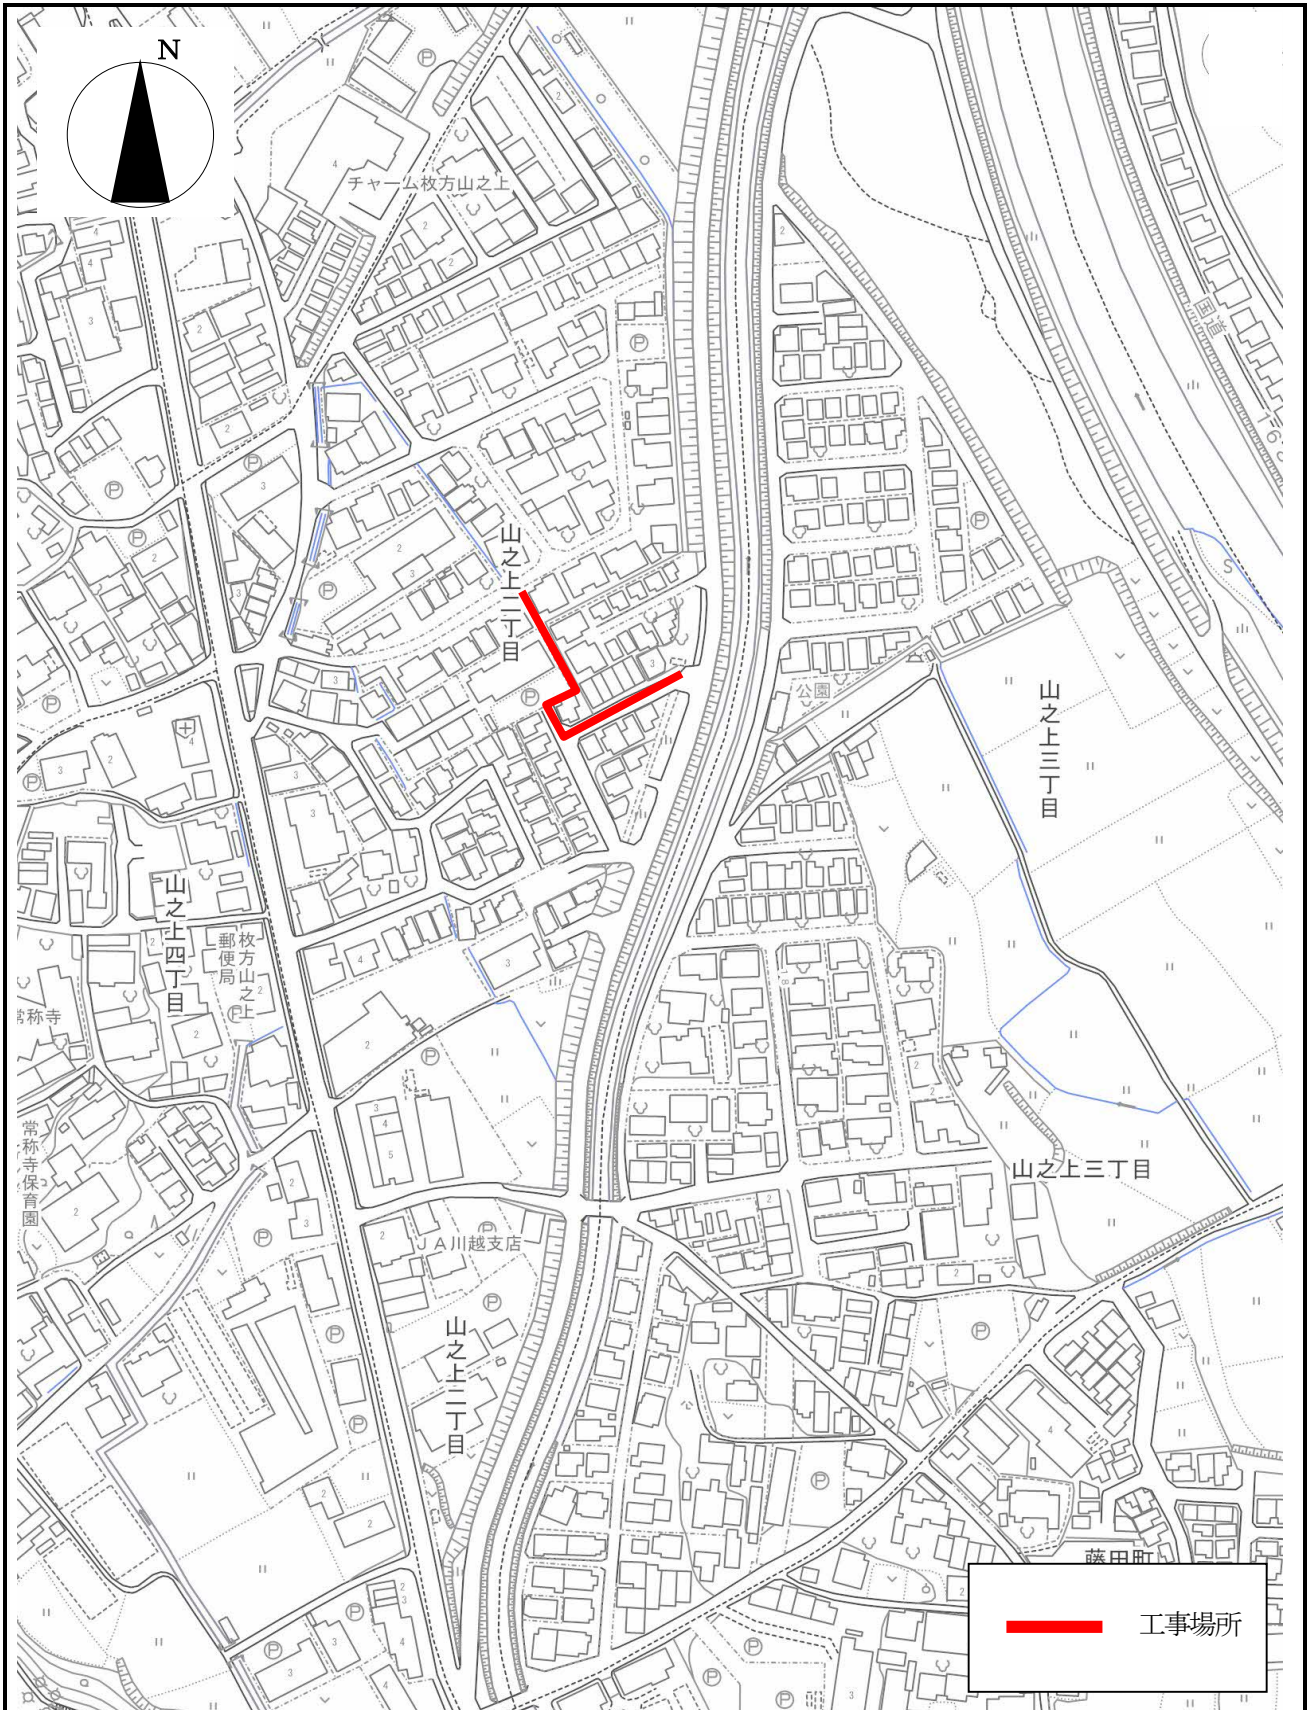 N
チャーム枚方山之上
国道
山之上二丁目
公園
山之上三丁目
山之上四丁目
枚方山之上
郵便局
常称寺
常称寺保育園
山之上三丁目
JA川越支店
山之上二丁目
藤田町
工事場所